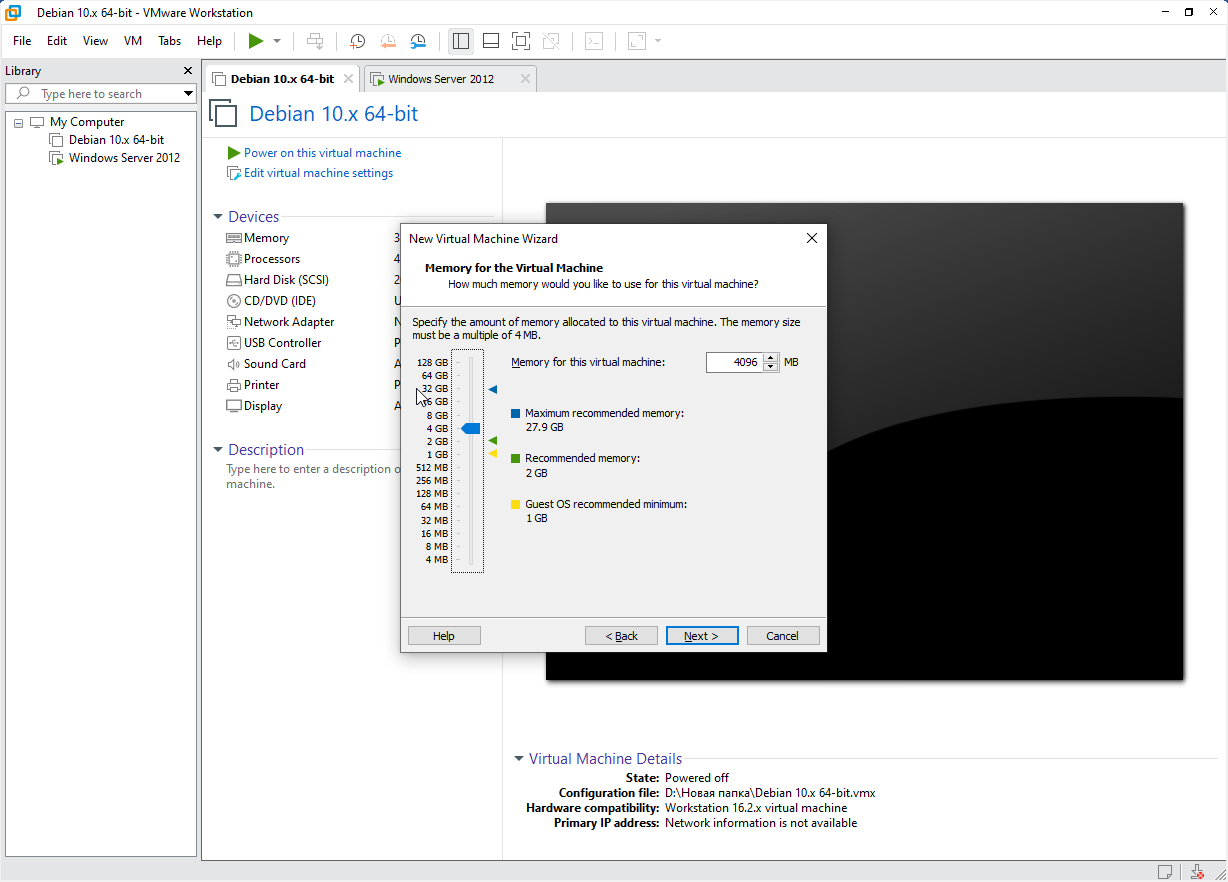 Debian 10.x 64-bit - VMware Workstation
File Edit View VM Tabs Help
Library
Type here to search
My Computer
Debian 10.x 64-bit
Windows Server 2012
Debian 10.x 64-bit
Windows Server 2012
Debian 10.x 64-bit
Power on this virtual machine
Edit virtual machine settings
Devices
Memory 3
Processors 4
Hard Disk (SCSI) 2
CD/DVD (IDE) U
Network Adapter N
USB Controller P
Sound Card A
Printer P
Display A
Description
Type here to enter a description o
machine.
New Virtual Machine Wizard
Memory for the Virtual Machine
How much memory would you like to use for this virtual machine?
Specify the amount of memory allocated to this virtual machine. The memory size
must be a multiple of 4 MB.
128 GB
64 GB
32 GB
GB
8 GB
4 GB
2 GB
1 GB
512 MB
256 MB
128 MB
64 MB
32 MB
16 MB
8 MB
4 MB
Memory for this virtual machine: 4096 MB
Maximum recommended memory:
27.9 GB
Recommended memory:
2 GB
Guest OS recommended minimum:
1 GB
Help < Back Next > Cancel
Virtual Machine Details
State: Powered off
Configuration file: D:\Новая папка\Debian 10.x 64-bit.vmx
Hardware compatibility: Workstation 16.2.x virtual machine
Primary IP address: Network information is not available